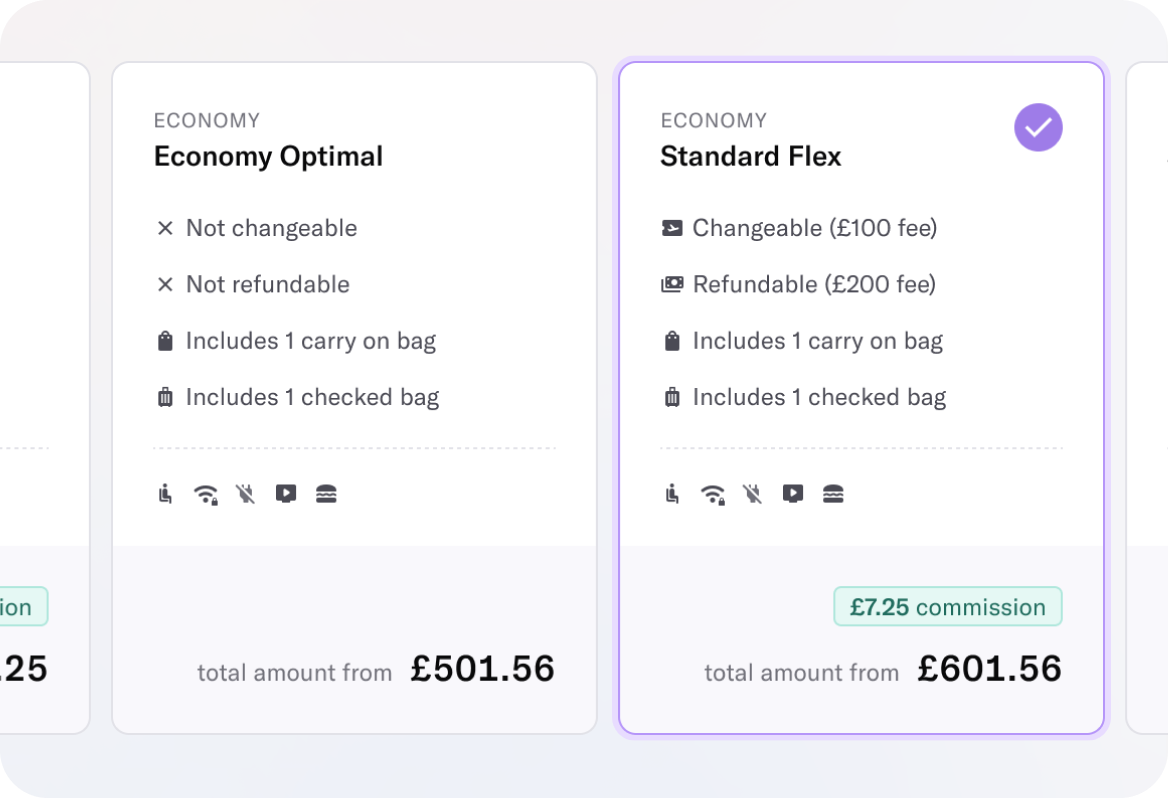 ECONOMY
Economy Optimal
Not changeable
Not refundable
Includes 1 carry on bag
Includes 1 checked bag
total amount from £501.56
ECONOMY
Standard Flex
Changeable (£100 fee)
Refundable (£200 fee)
Includes 1 carry on bag
Includes 1 checked bag
£7.25 commission
total amount from £601.56
ion
.25